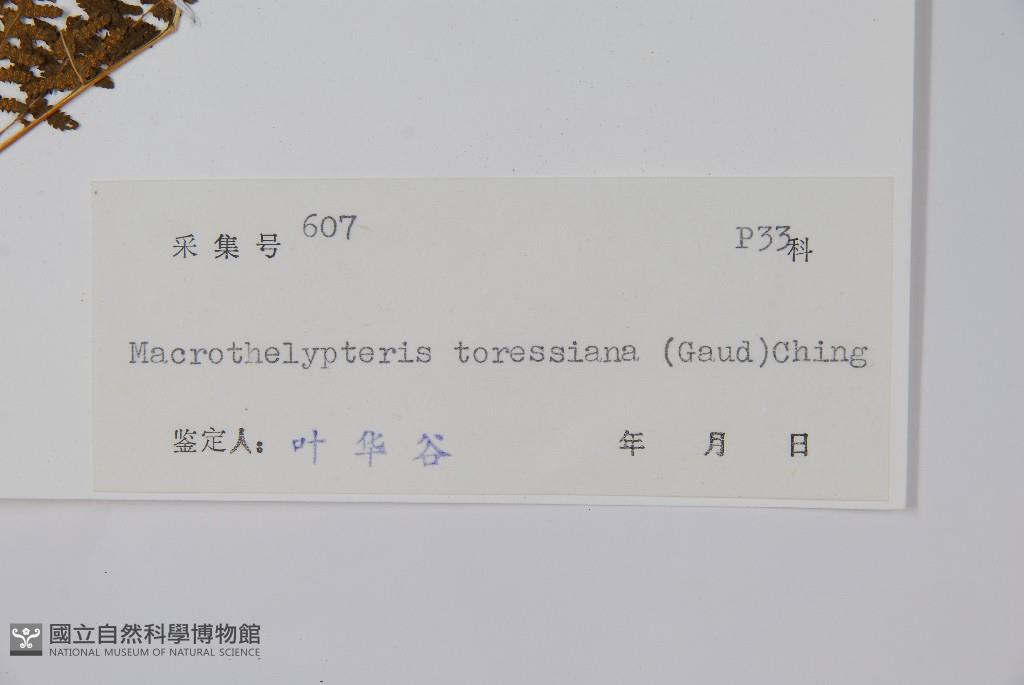 采集号 607 P33科
Macrothelypteris toressiana (Gaud)Ching
鉴定人: 叶华谷 年 月 日
國立自然科學博物館
NATIONAL MUSEUM OF NATURAL SCIENCE